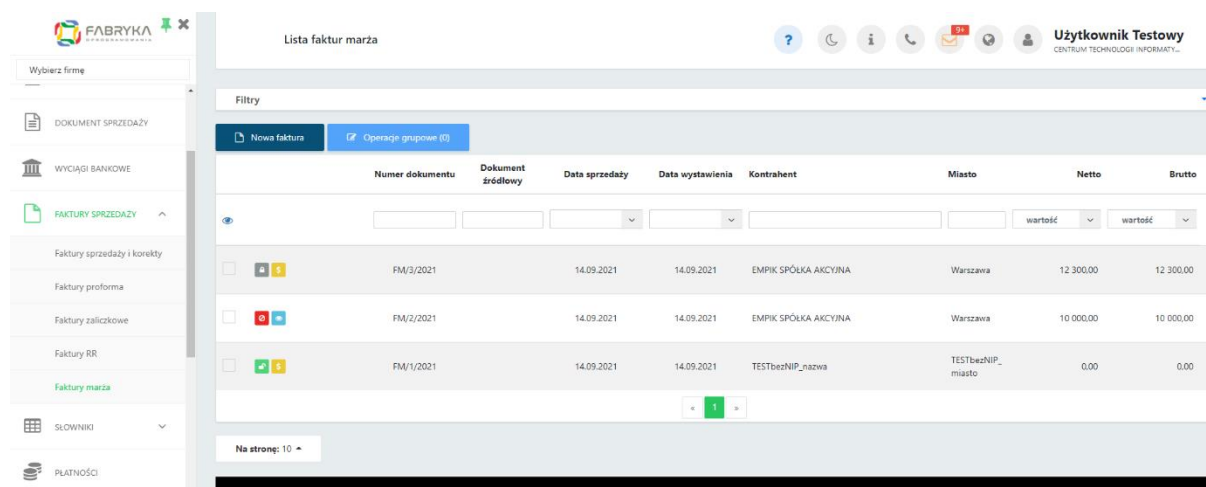 FABRYKA
OPROGRAMOWANIA
Wybierz firmę
Lista faktur marża
?
i
9+
Użytkownik Testowy
CENTRUM TECHNOLOGII INFORMATY...
DOKUMENT SPRZEDAŻY
WYCIĄGI BANKOWE
FAKTURY SPRZEDAŻY
Faktury sprzedaży i korekty
Faktury proforma
Faktury zaliczkowe
Faktury RR
Faktury marża
SŁOWNIKI
PŁATNOŚCI
Filtry
Nowa faktura
Operacje grupowe (0)
Numer dokumentu Dokument źródłowy Data sprzedaży Data wystawienia Kontrahent Miasto Netto Brutto
wartość wartość
$ FM/3/2021 14.09.2021 14.09.2021 EMPIK SPÓŁKA AKCYJNA Warszawa 12 300,00 12 300,00
FM/2/2021 14.09.2021 14.09.2021 EMPIK SPÓŁKA AKCYJNA Warszawa 10 000,00 10 000,00
$ FM/1/2021 14.09.2021 14.09.2021 TESTbezNIP_nazwa TESTbezNIP_ miasto 0,00 0,00
« 1 »
Na stronę: 10